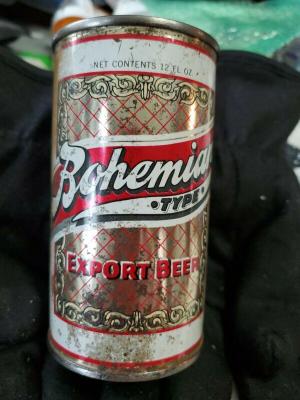 NET CONTENTS 12 FL. OZ.
Bohemian
•TYPE•
EXPORT BEER